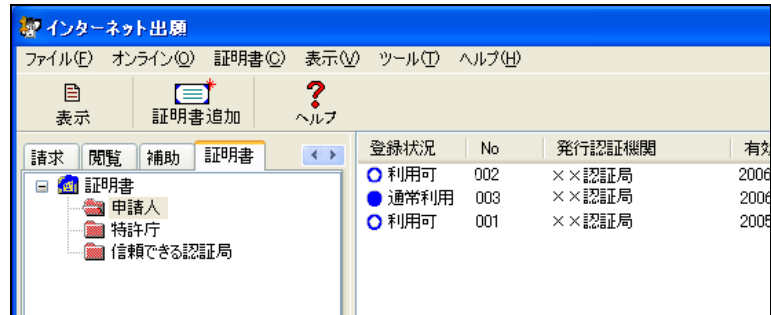 インターネット出願
ファイル(F) オンライン(O) 証明書(C) 表示(V) ツール(T) ヘルプ(H)
表示 証明書追加 ヘルプ
請求 閲覧 補助 証明書
証明書
申請人
特許庁
信頼できる認証局
登録状況 No 発行認証機関 有効
利用可 002 ××認証局 2006
通常利用 003 ××認証局 2006
利用可 001 ××認証局 2005